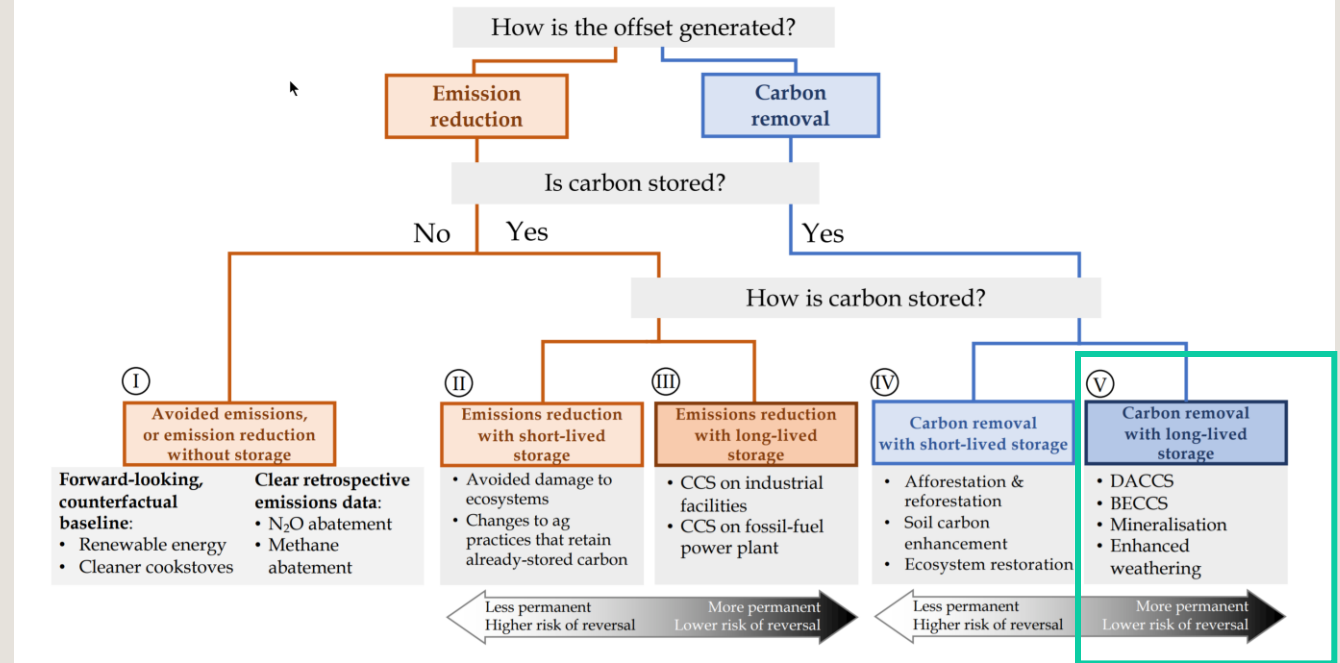 How is the offset generated?
Emission
reduction
Carbon
removal
Is carbon stored?
No
Yes
Yes
How is carbon stored?
I
Avoided emissions,
or emission reduction
without storage
Forward-looking,
counterfactual
baseline:
• Renewable energy
• Cleaner cookstoves
Clear retrospective
emissions data:
• N₂O abatement
• Methane
abatement
II
Emissions reduction
with short-lived
storage
• Avoided damage to
ecosystems
• Changes to ag
practices that retain
already-stored carbon
III
Emissions reduction
with long-lived
storage
• CCS on industrial
facilities
• CCS on fossil-fuel
power plant
Less permanent
Higher risk of reversal
More permanent
Lower risk of reversal
IV
Carbon removal
with short-lived storage
• Afforestation &
reforestation
• Soil carbon
enhancement
• Ecosystem restoration
V
Carbon removal
with long-lived
storage
• DACCS
• BECCS
• Mineralisation
• Enhanced
weathering
Less permanent
Higher risk of reversal
More permanent
Lower risk of reversal